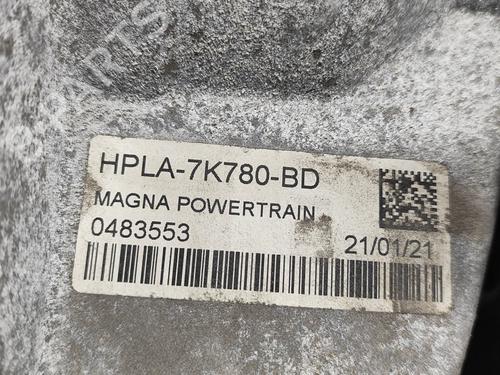 HPLA-7K780-BD
MAGNA POWERTRAIN
0483553
21/01/21